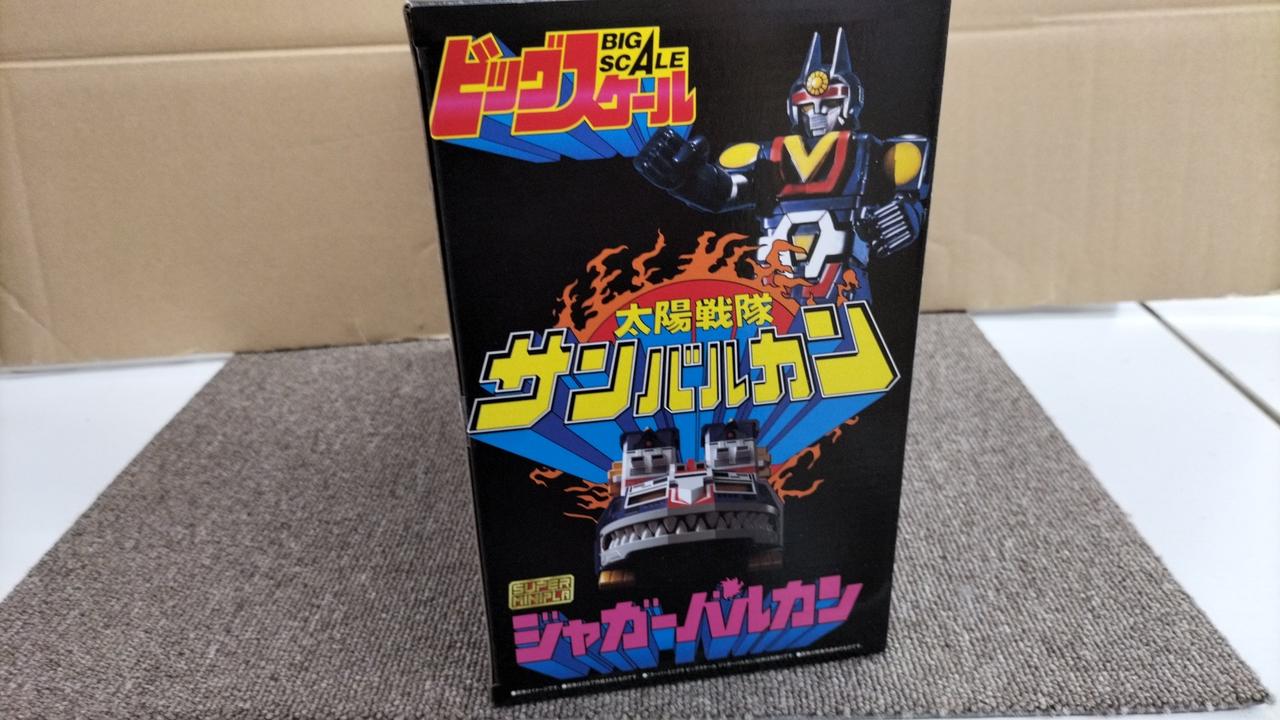 ビッグスケール
BIG
SCALE
太陽戦隊
サンバルカン
SUPER
MINIPLA
ジャガーバルカン